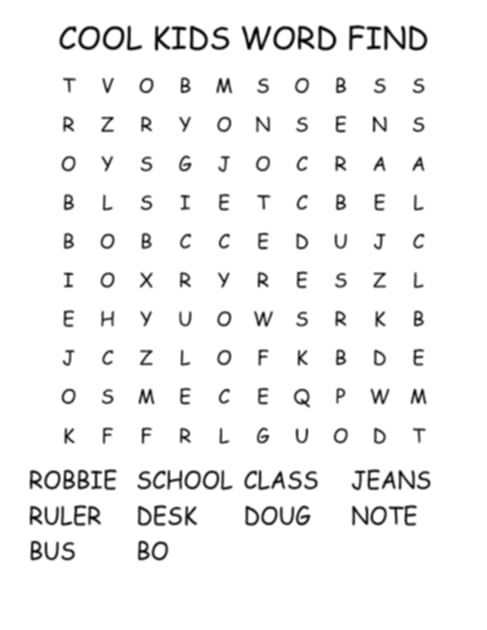 COOL KIDS WORD FIND
T V O B M S O B S S
R Z R Y O N S E N S
O Y S G J O C R A A
B L S I E T C B E L
B O B C C E D U J C
I O X R Y R E S Z L
E H Y U O W S R K B
J C Z L O F K B D E
O S M E C E Q P W M
K F F R L G U O D T
ROBBIE SCHOOL CLASS JEANS
RULER DESK DOUG NOTE
BUS BO